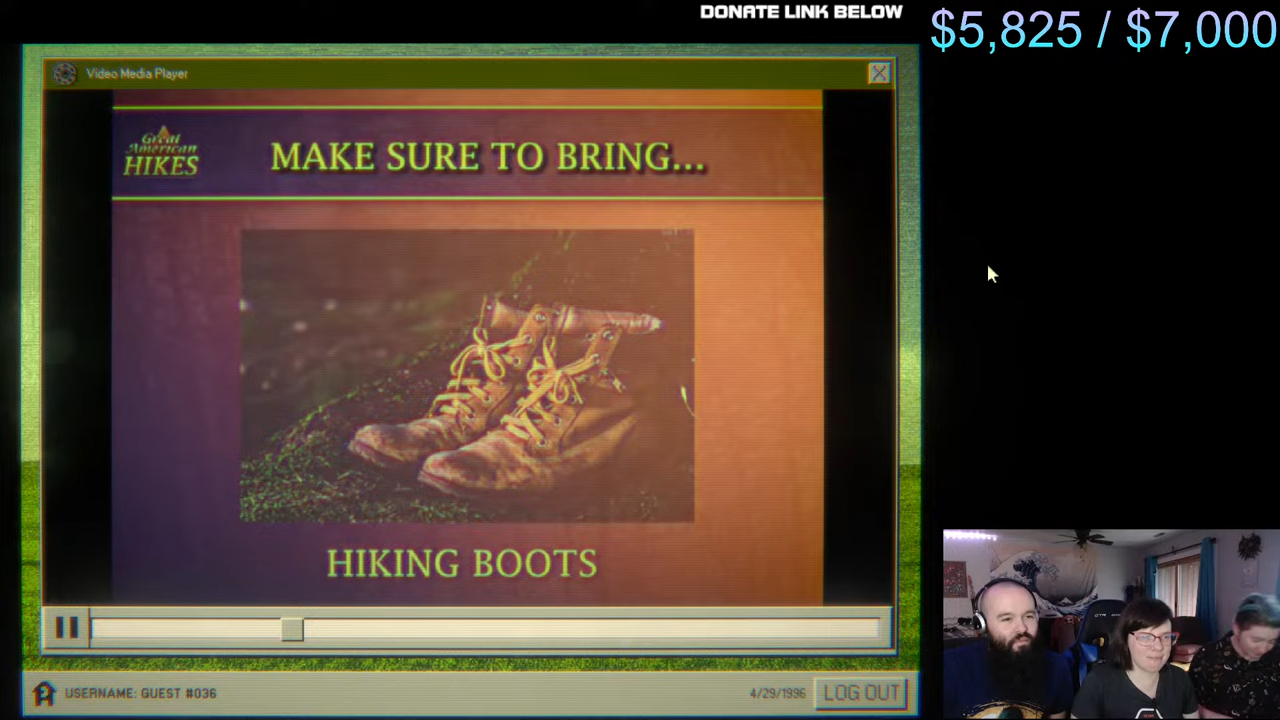 DONATE LINK BELOW
$5,825 / $7,000
Video Media Player
Great
American
HIKES
MAKE SURE TO BRING...
HIKING BOOTS
USERNAME: GUEST #036
4/29/1996
LOG OUT